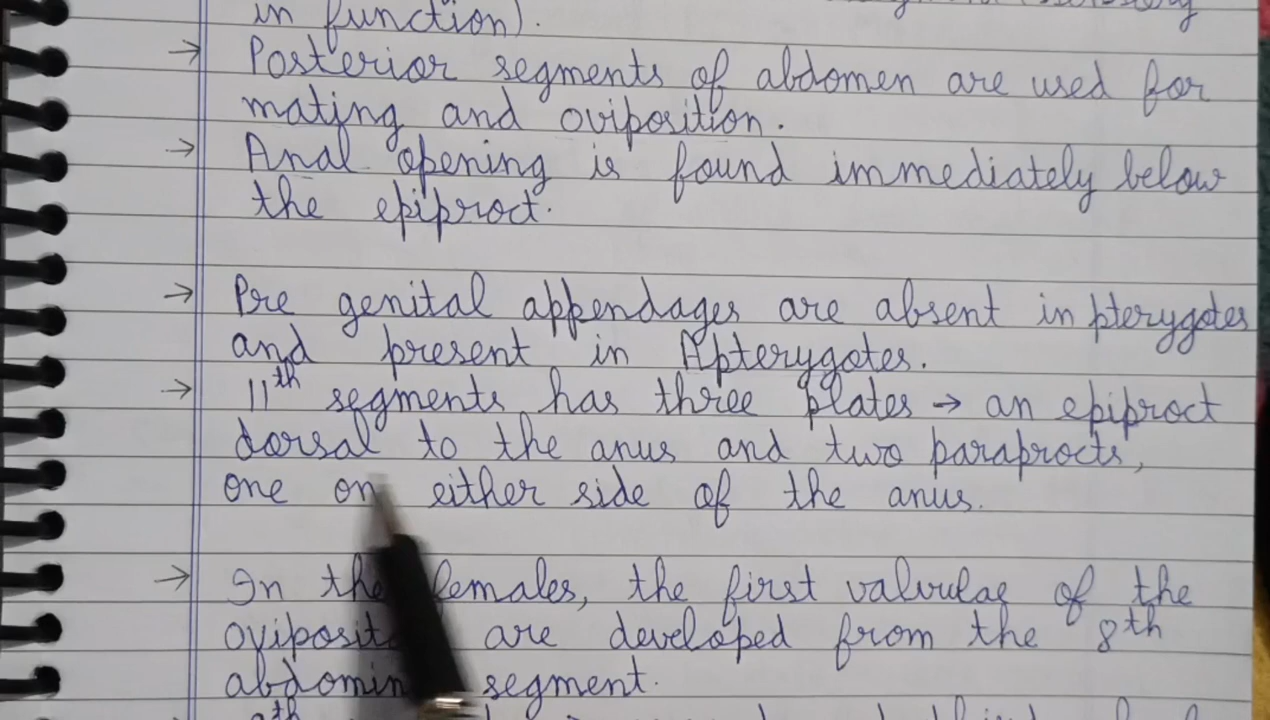 in function).
→ Posterior segments of abdomen are used for
mating and oviposition.
→ Anal opening is found immediately below
the epiproct.
→ Pre genital appendages are absent in pterygotes
and present in Apterygotes.
→ 11th segments has three plates → an epiproct
dorsal to the anus and two paraprocts,
one on either side of the anus.
→ In the females, the first valvulae of the
are developed from the 8th
segment.